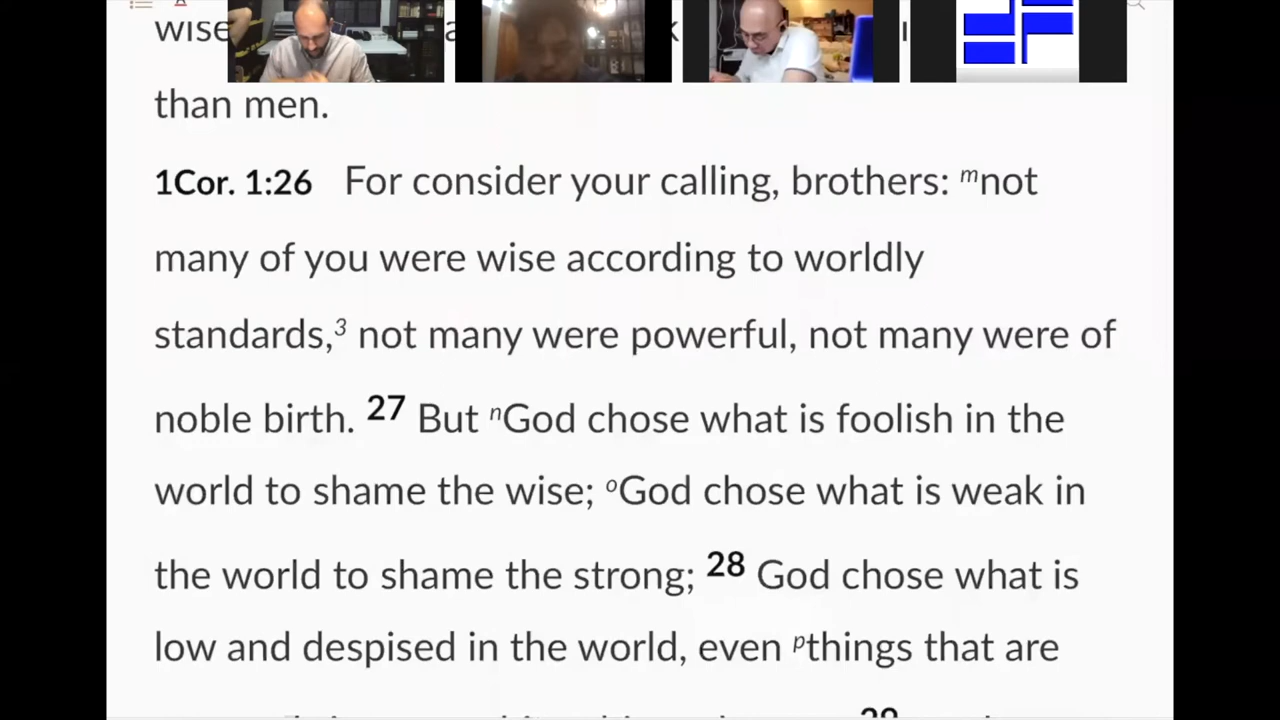 wise
than men.
1Cor. 1:26 For consider your calling, brothers: ᵐnot
many of you were wise according to worldly
standards,³ not many were powerful, not many were of
noble birth. 27 But ⁿGod chose what is foolish in the
world to shame the wise; ᵒGod chose what is weak in
the world to shame the strong; 28 God chose what is
low and despised in the world, even ᵖthings that are